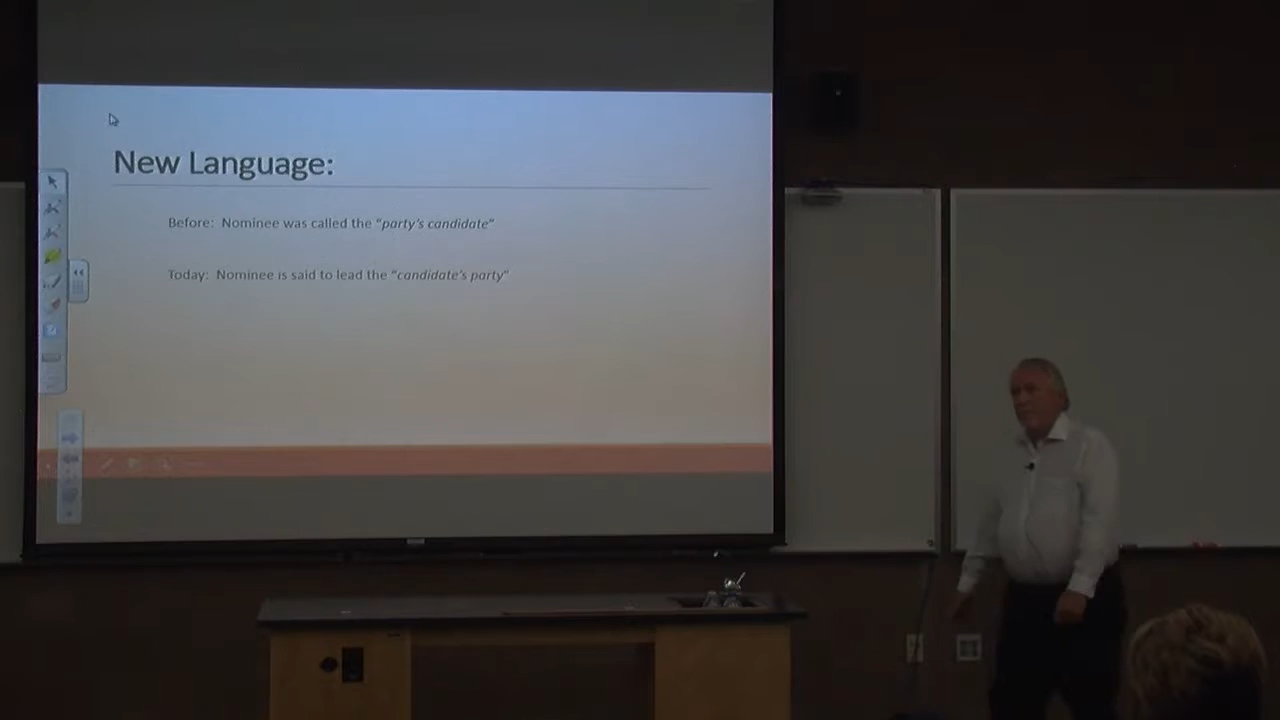 New Language:
Before: Nominee was called the “party’s candidate”
Today: Nominee is said to lead the “candidate’s party”